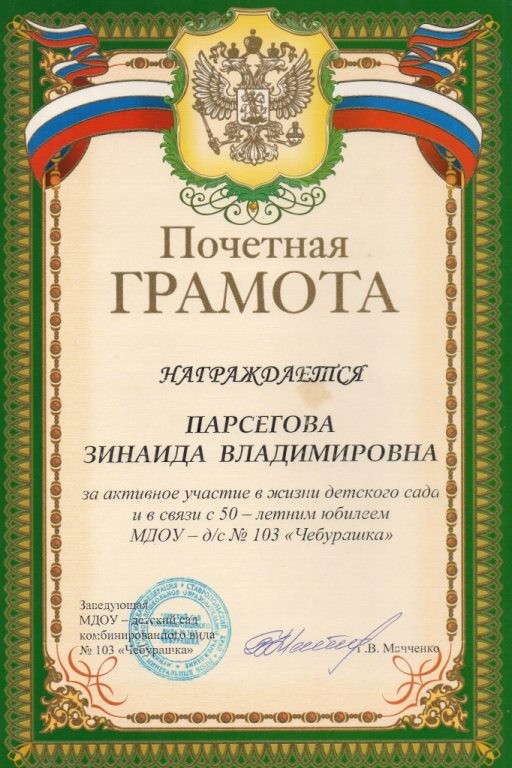 Почетная
ГРАМОТА
НАГРАЖДАЕТСЯ
ПАРСЕГОВА
ЗИНАИДА ВЛАДИМИРОВНА
за активное участие в жизни детского сада
и в связи с 50 – летним юбилеем
МДОУ – д/с № 103 «Чебурашка»
Заведующая
МДОУ – детский сад
комбинированного вида
№ 103 «Чебурашка»
.В. Манченко